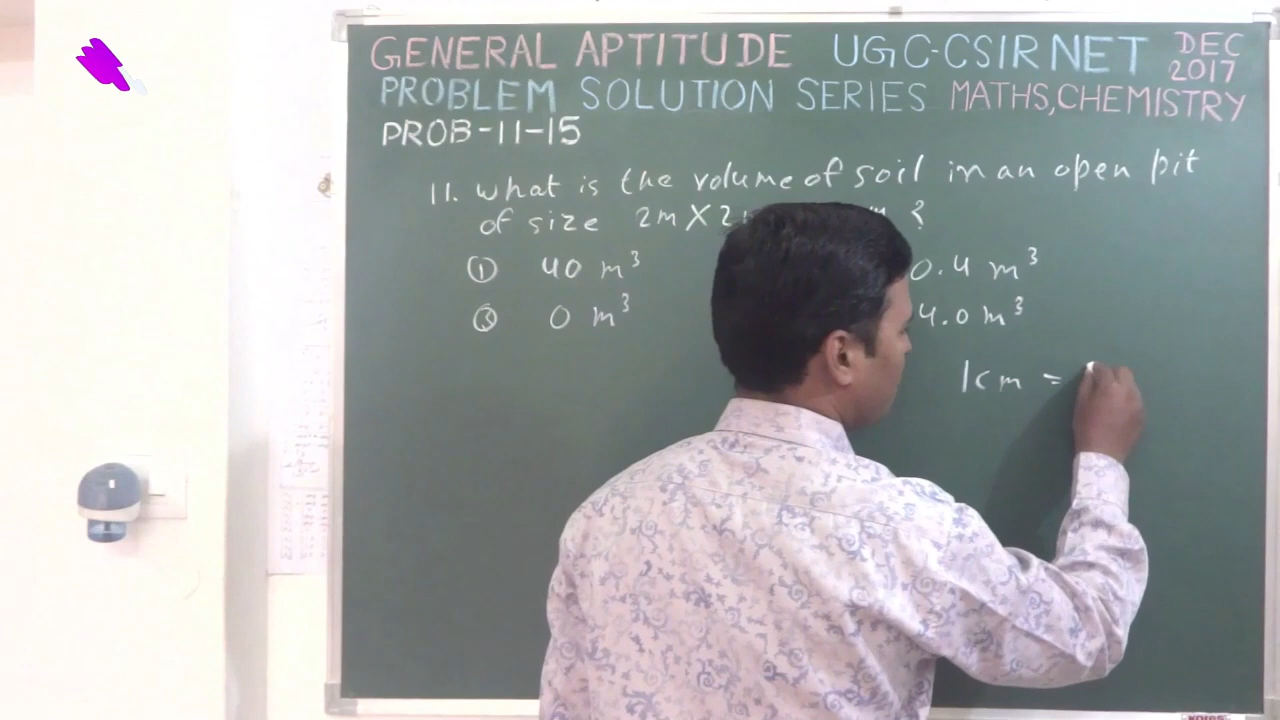 GENERAL APTITUDE UGC-CSIR NET DEC 2017
PROBLEM SOLUTION SERIES MATHS, CHEMISTRY
PROB-11-15
11. What is the volume of soil in an open pit
of size 2m X 2 m ?
① 40 m³ 0.4 m³
③ 0 m³ 4.0 m³
1cm =